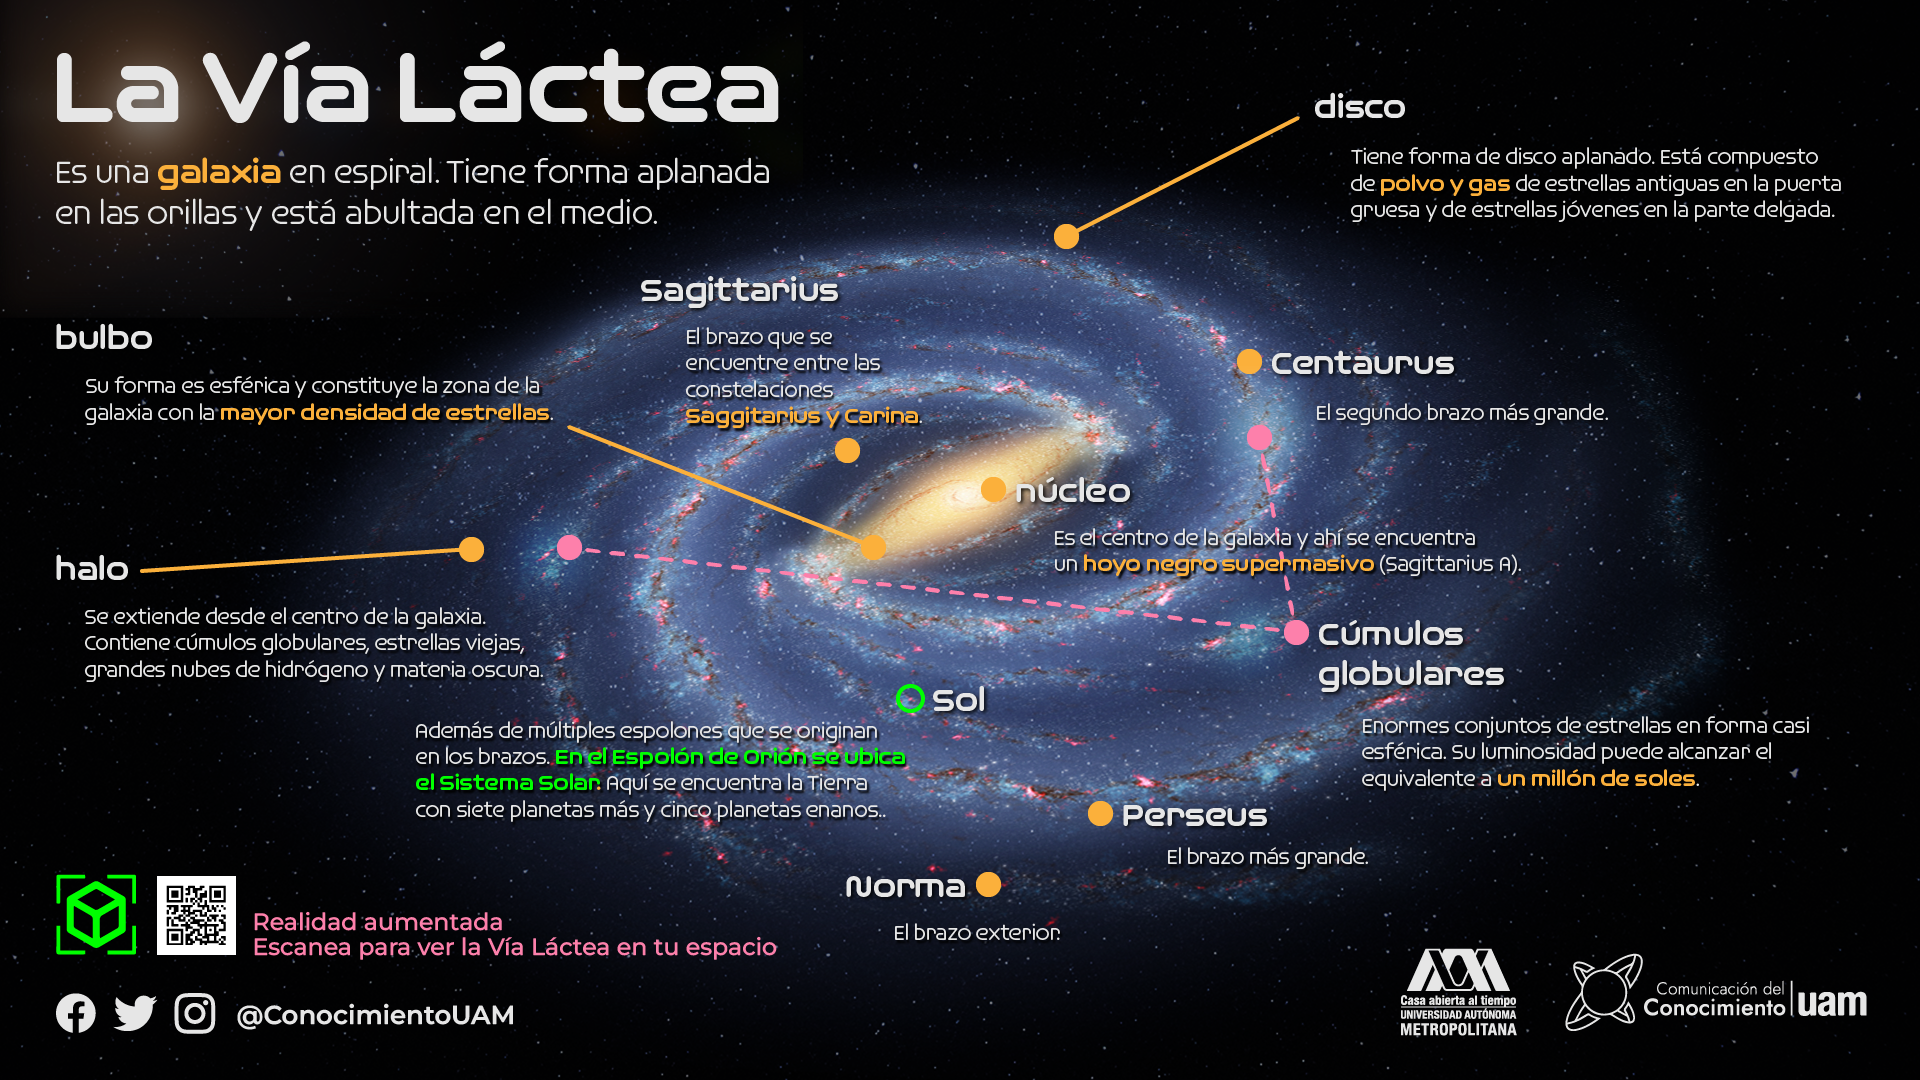 La Vía Láctea
Es una galaxia en espiral. Tiene forma aplanada
en las orillas y está abultada en el medio.
disco
Tiene forma de disco aplanado. Está compuesto
de polvo y gas de estrellas antiguas en la puerta
gruesa y de estrellas jóvenes en la parte delgada.
Sagittarius
El brazo que se
encuentre entre las
constelaciones
Saggitarius y Carina.
bulbo
Su forma es esférica y constituye la zona de la
galaxia con la mayor densidad de estrellas.
Centaurus
El segundo brazo más grande.
núcleo
Es el centro de la galaxia y ahí se encuentra
un hoyo negro supermasivo (Sagittarius A).
halo
Se extiende desde el centro de la galaxia.
Contiene cúmulos globulares, estrellas viejas,
grandes nubes de hidrógeno y materia oscura.
Cúmulos
globulares
Enormes conjuntos de estrellas en forma casi
esférica. Su luminosidad puede alcanzar el
equivalente a un millón de soles.
Sol
Además de múltiples espolones que se originan
en los brazos. En el Espolón de Orión se ubica
el Sistema Solar. Aquí se encuentra la Tierra
con siete planetas más y cinco planetas enanos..
Perseus
El brazo más grande.
Norma
El brazo exterior.
Realidad aumentada
Escanea para ver la Vía Láctea en tu espacio
@ConocimientoUAM
Casa abierta al tiempo
UNIVERSIDAD AUTÓNOMA
METROPOLITANA
Comunicación del
Conocimiento
uam